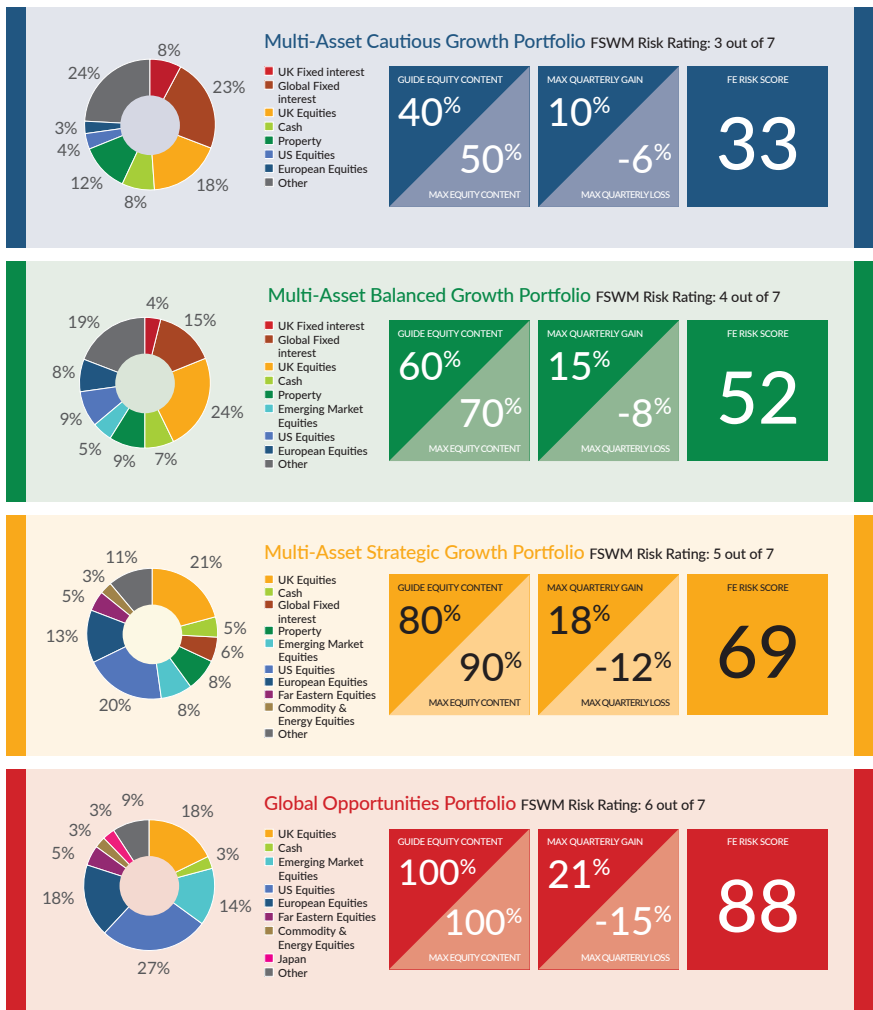 Multi-Asset Cautious Growth Portfolio FSWM Risk Rating: 3 out of 7
8%
23%
18%
8%
12%
4%
3%
24%
UK Fixed interest
Global Fixed
interest
UK Equities
Cash
Property
US Equities
European Equities
Other
GUIDE EQUITY CONTENT
40%
50%
MAX EQUITY CONTENT
MAX QUARTERLY GAIN
10%
-6%
MAX QUARTERLY LOSS
FE RISK SCORE
33
Multi-Asset Balanced Growth Portfolio FSWM Risk Rating: 4 out of 7
4%
15%
24%
7%
9%
5%
9%
8%
19%
UK Fixed interest
Global Fixed
interest
UK Equities
Cash
Property
Emerging Market
Equities
US Equities
European Equities
Other
GUIDE EQUITY CONTENT
60%
70%
MAX EQUITY CONTENT
MAX QUARTERLY GAIN
15%
-8%
MAX QUARTERLY LOSS
FE RISK SCORE
52
Multi-Asset Strategic Growth Portfolio FSWM Risk Rating: 5 out of 7
21%
5%
6%
8%
8%
20%
13%
5%
3%
11%
UK Equities
Cash
Global Fixed
interest
Property
Emerging Market
Equities
US Equities
European Equities
Far Eastern Equities
Commodity &
Energy Equities
Other
GUIDE EQUITY CONTENT
80%
90%
MAX EQUITY CONTENT
MAX QUARTERLY GAIN
18%
-12%
MAX QUARTERLY LOSS
FE RISK SCORE
69
Global Opportunities Portfolio FSWM Risk Rating: 6 out of 7
18%
3%
14%
27%
18%
5%
3%
3%
9%
UK Equities
Cash
Emerging Market
Equities
US Equities
European Equities
Far Eastern Equities
Commodity &
Energy Equities
Japan
Other
GUIDE EQUITY CONTENT
100%
100%
MAX EQUITY CONTENT
MAX QUARTERLY GAIN
21%
-15%
MAX QUARTERLY LOSS
FE RISK SCORE
88